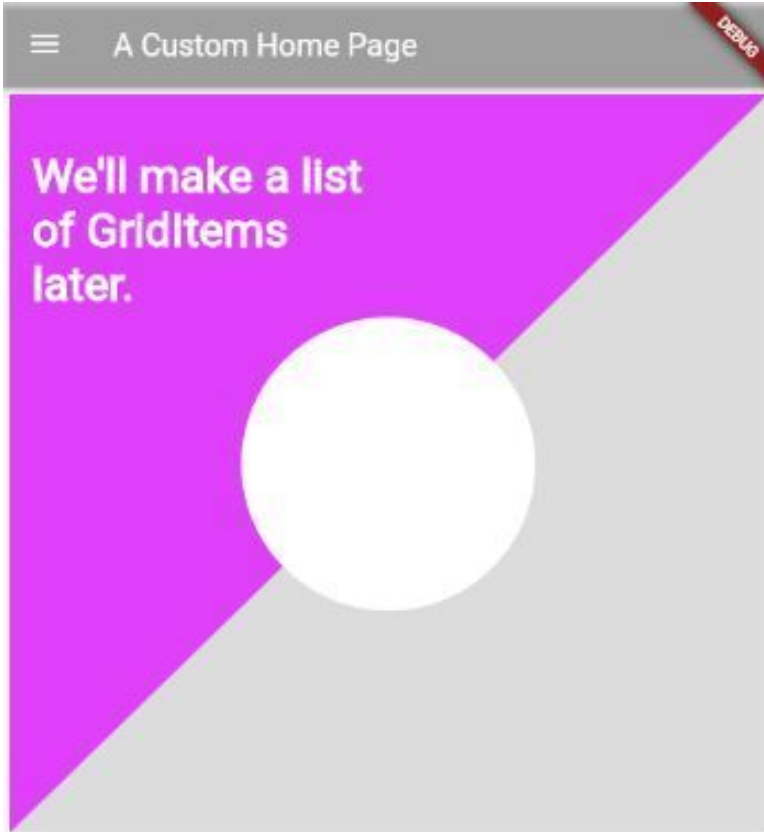 A Custom Home Page
DEBUG
We'll make a list
of GridItems
later.